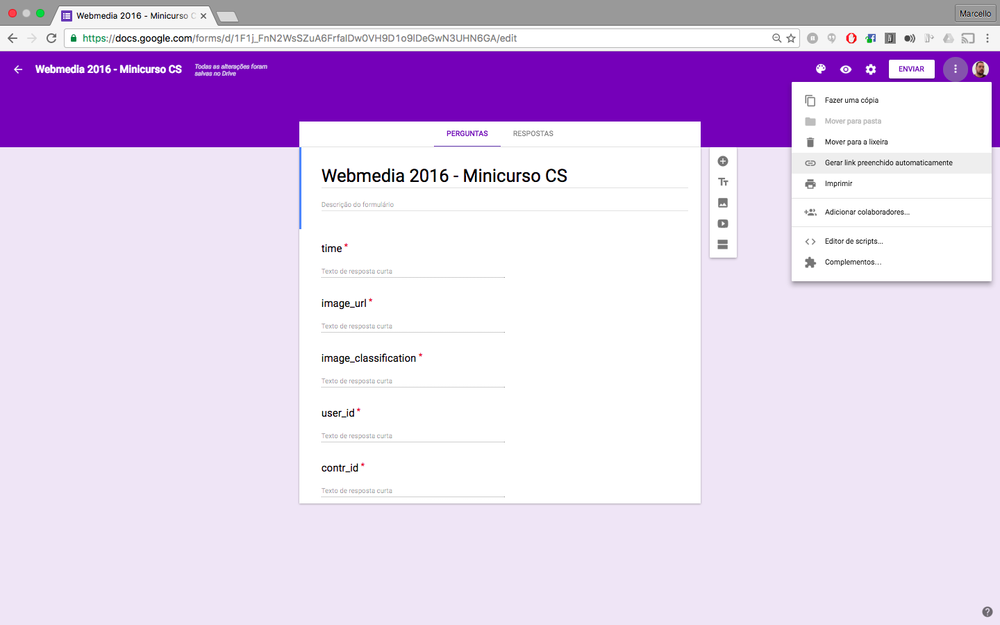 Webmedia 2016 - Minicurso C
Marcello
https://docs.google.com/forms/d/1F1j_FnN2WsSZuA6FrfaIDw0VH9D1o9lDeGwN3UHN6GA/edit
Webmedia 2016 - Minicurso CS
Todas as alterações foram
salvas no Drive
ENVIAR
Fazer uma cópia
Mover para pasta
Mover para a lixeira
Gerar link preenchido automaticamente
Imprimir
Adicionar colaboradores...
Editor de scripts...
Complementos...
PERGUNTAS RESPOSTAS
Webmedia 2016 - Minicurso CS
Descrição do formulário
time *
Texto de resposta curta
image_url *
Texto de resposta curta
image_classification *
Texto de resposta curta
user_id *
Texto de resposta curta
contr_id *
Texto de resposta curta